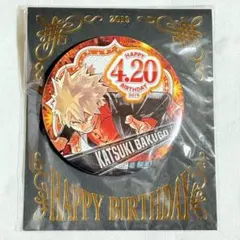 2019
HAPPY
4.20
BIRTHDAY
2019
KATSUKI BAKUGO
HAPPY BIRTHDAY